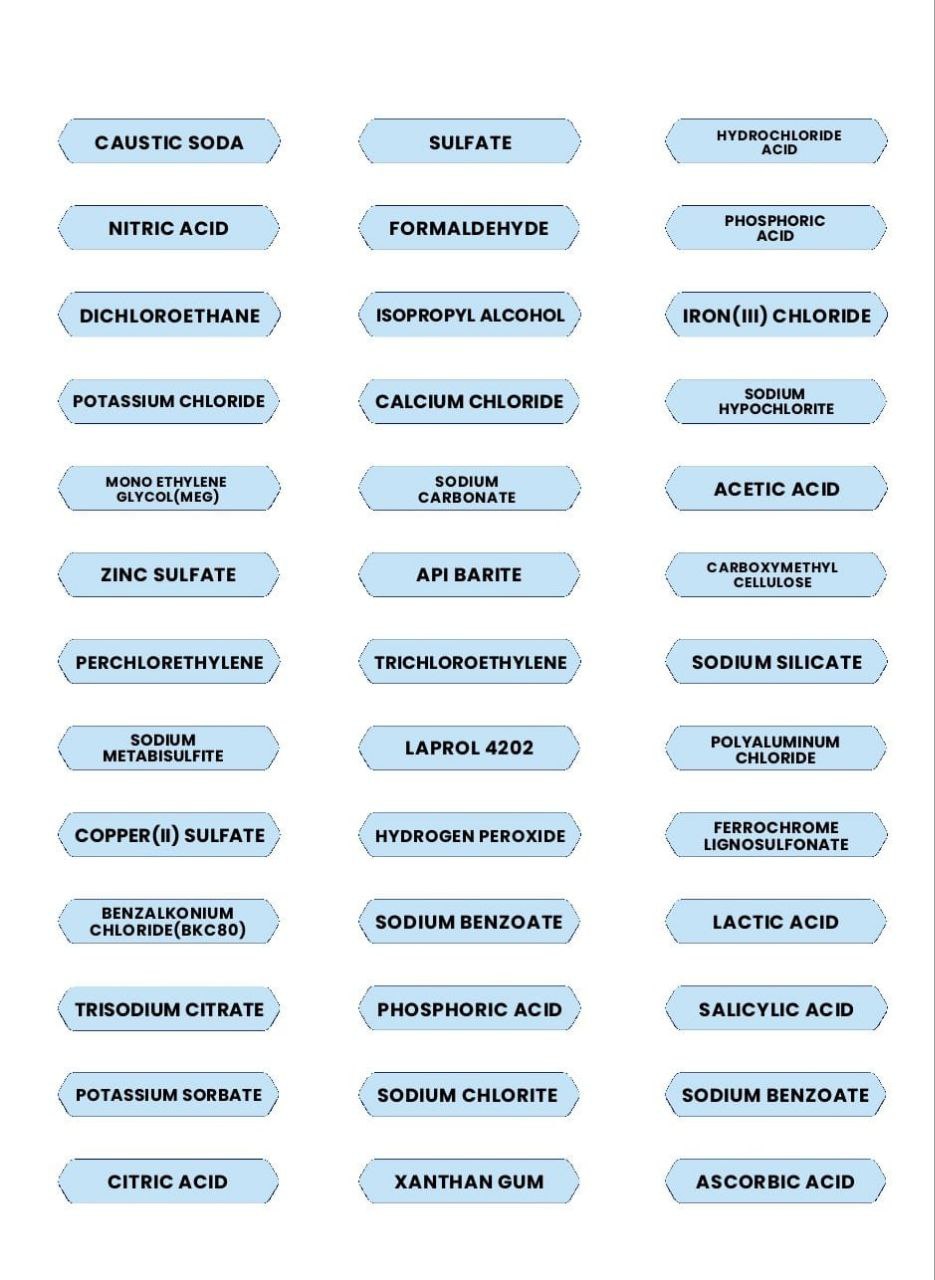 CAUSTIC SODA
SULFATE
HYDROCHLORIDE
ACID
NITRIC ACID
FORMALDEHYDE
PHOSPHORIC
ACID
DICHLOROETHANE
ISOPROPYL ALCOHOL
IRON(III) CHLORIDE
POTASSIUM CHLORIDE
CALCIUM CHLORIDE
SODIUM
HYPOCHLORITE
MONO ETHYLENE
GLYCOL(MEG)
SODIUM
CARBONATE
ACETIC ACID
ZINC SULFATE
API BARITE
CARBOXYMETHYL
CELLULOSE
PERCHLORETHYLENE
TRICHLOROETHYLENE
SODIUM SILICATE
SODIUM
METABISULFITE
LAPROL 4202
POLYALUMINUM
CHLORIDE
COPPER(II) SULFATE
HYDROGEN PEROXIDE
FERROCHROME
LIGNOSULFONATE
BENZALKONIUM
CHLORIDE(BKC80)
SODIUM BENZOATE
LACTIC ACID
TRISODIUM CITRATE
PHOSPHORIC ACID
SALICYLIC ACID
POTASSIUM SORBATE
SODIUM CHLORITE
SODIUM BENZOATE
CITRIC ACID
XANTHAN GUM
ASCORBIC ACID